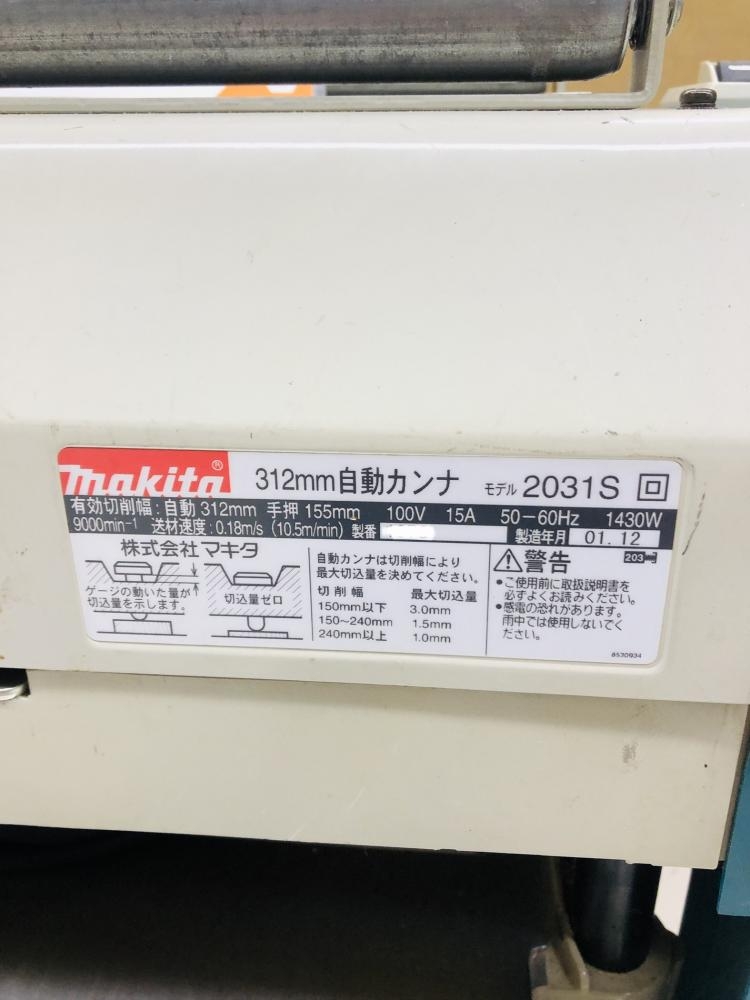 makita® 312mm自動カンナ モデル 2031S
有効切削幅:自動 312mm 手押 155mm 100V 15A 50-60Hz 1430W
9000min-1 送材速度:0.18m/s (10.5m/min) 製番 製造年月 01.12
株式会社マキタ
ゲージの動いた量が
切込量を示します。
切込量ゼロ
自動カンナは切削幅により
最大切込量を決めてください。
切削幅 最大切込量
150mm以下 3.0mm
150~240mm 1.5mm
240mm以上 1.0mm
警告 203
•ご使用前に取扱説明書を
必ずよくお読みください。
•感電の恐れがあります。
雨中では使用しないでく
ださい。